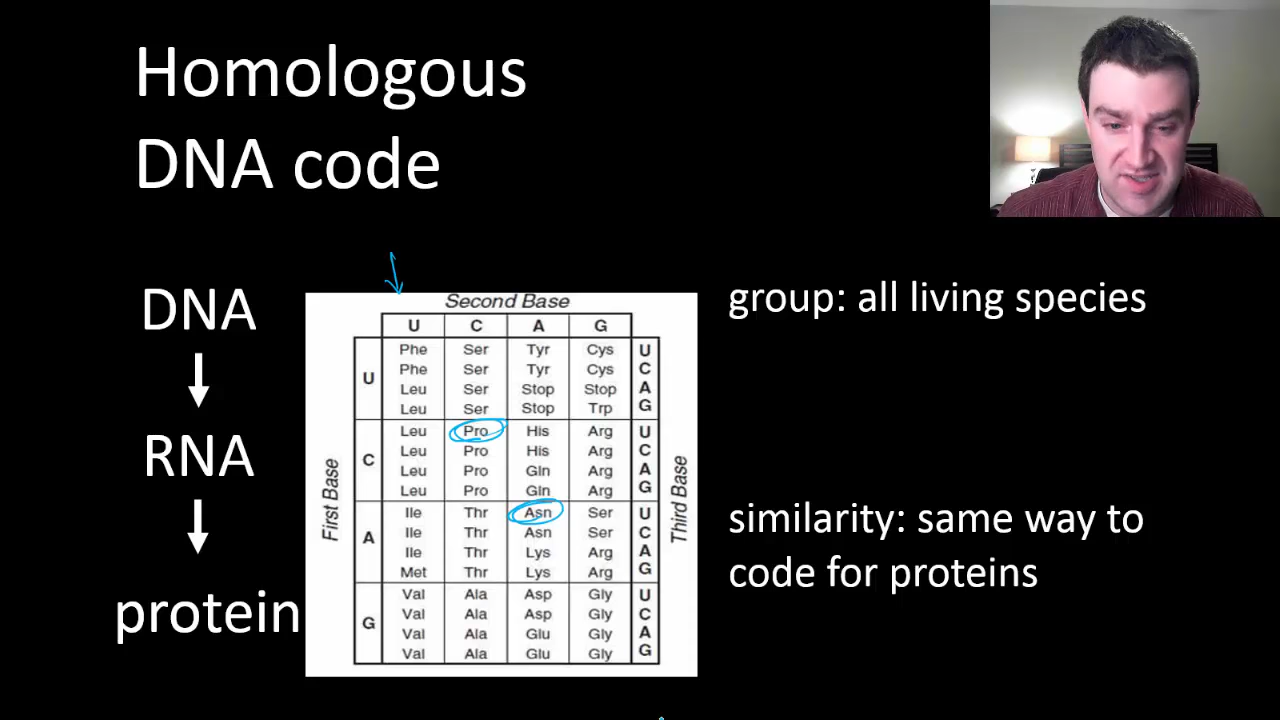 Homologous
DNA code
DNA
RNA
protein
Second Base
U C A G
First Base
Third Base
U
Phe Ser Tyr Cys U
Phe Ser Tyr Cys C
Leu Ser Stop Stop A
Leu Ser Stop Trp G
C
Leu Pro His Arg U
Leu Pro His Arg C
Leu Pro Gln Arg A
Leu Pro Gln Arg G
A
Ile Thr Asn Ser U
Ile Thr Asn Ser C
Ile Thr Lys Arg A
Met Thr Lys Arg G
G
Val Ala Asp Gly U
Val Ala Asp Gly C
Val Ala Glu Gly A
Val Ala Glu Gly G
group: all living species
similarity: same way to
code for proteins